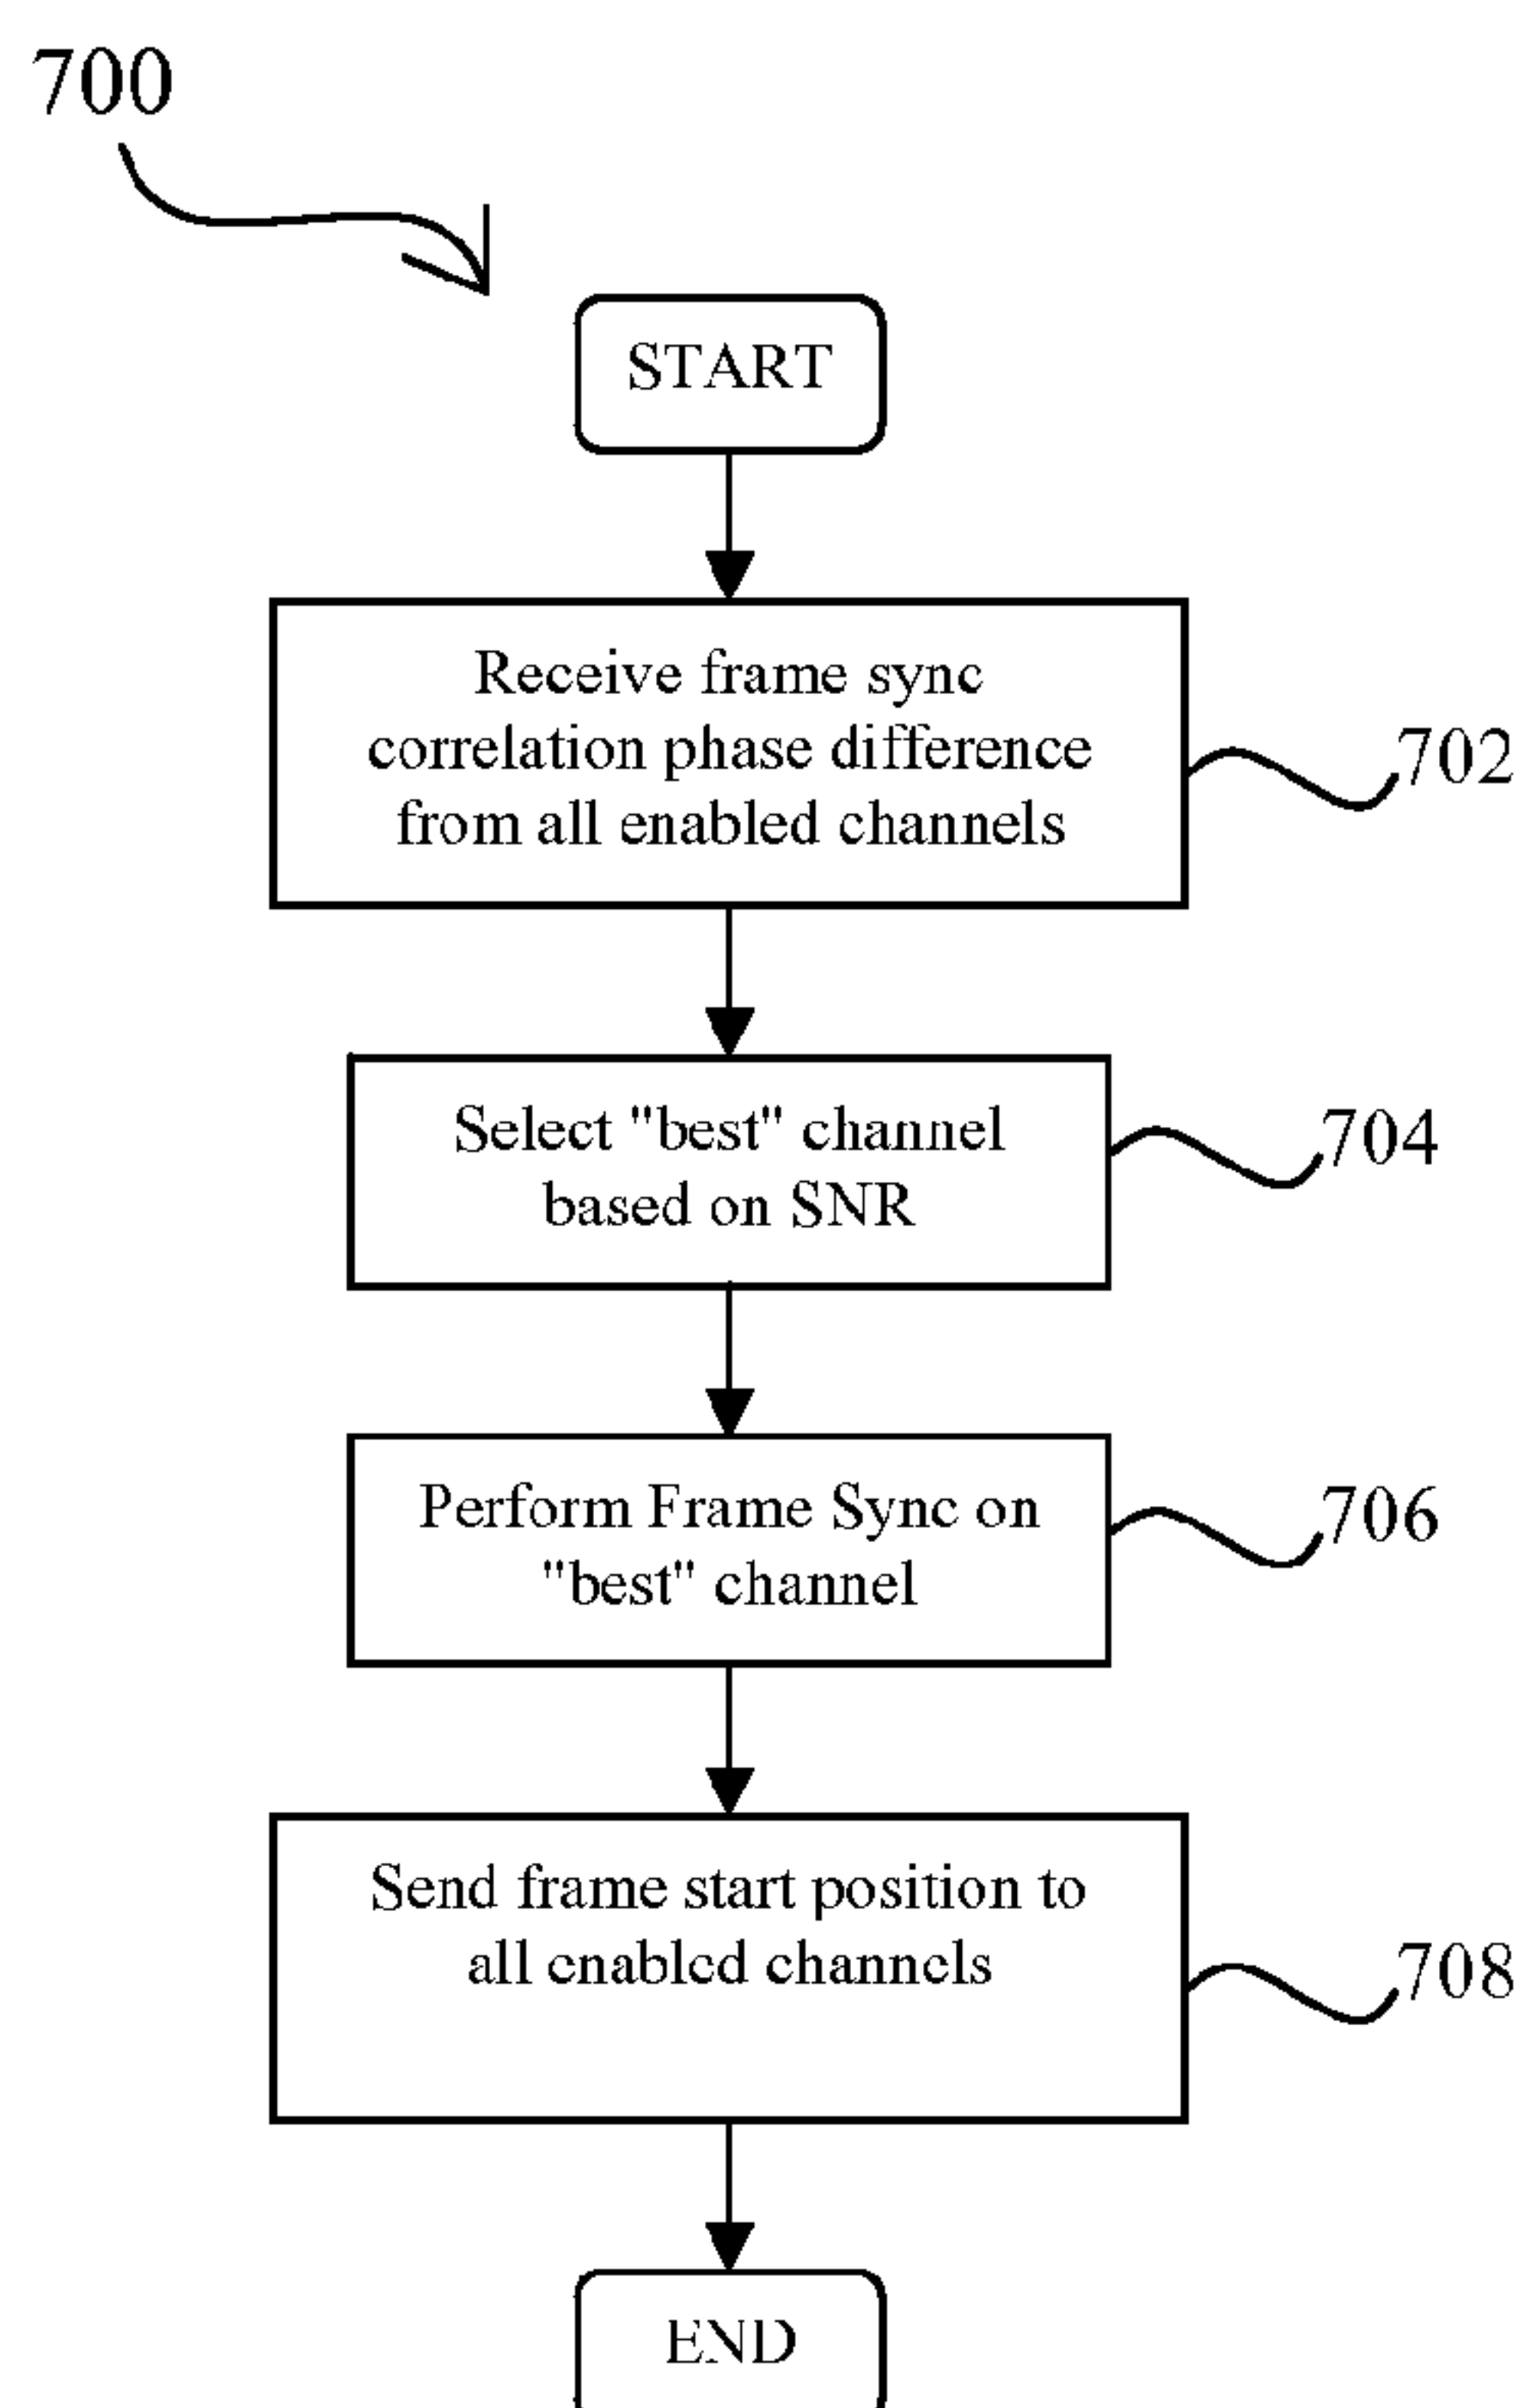 700
START
Receive frame sync
correlation phase difference
from all enabled channels
702
Select "best" channel
based on SNR
704
Perform Frame Sync on
"best" channel
706
Send frame start position to
all enabled channels
708
END